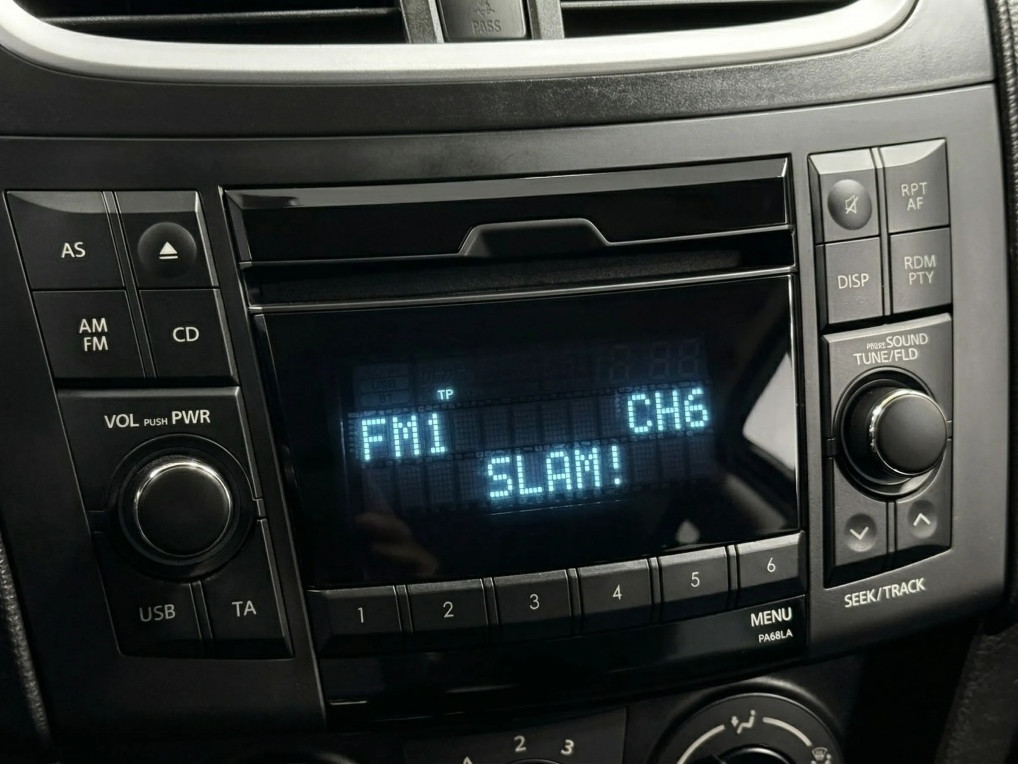 PASS
AS
RPT
AF
AM
FM
CD
DISP
RDM
PTY
VOL PUSH PWR
TP
FM1 CH6
SLAM!
PUSH SOUND
TUNE/FLD
USB
TA
1 2 3 4 5 6
MENU
PA68LA
SEEK/TRACK
2 3